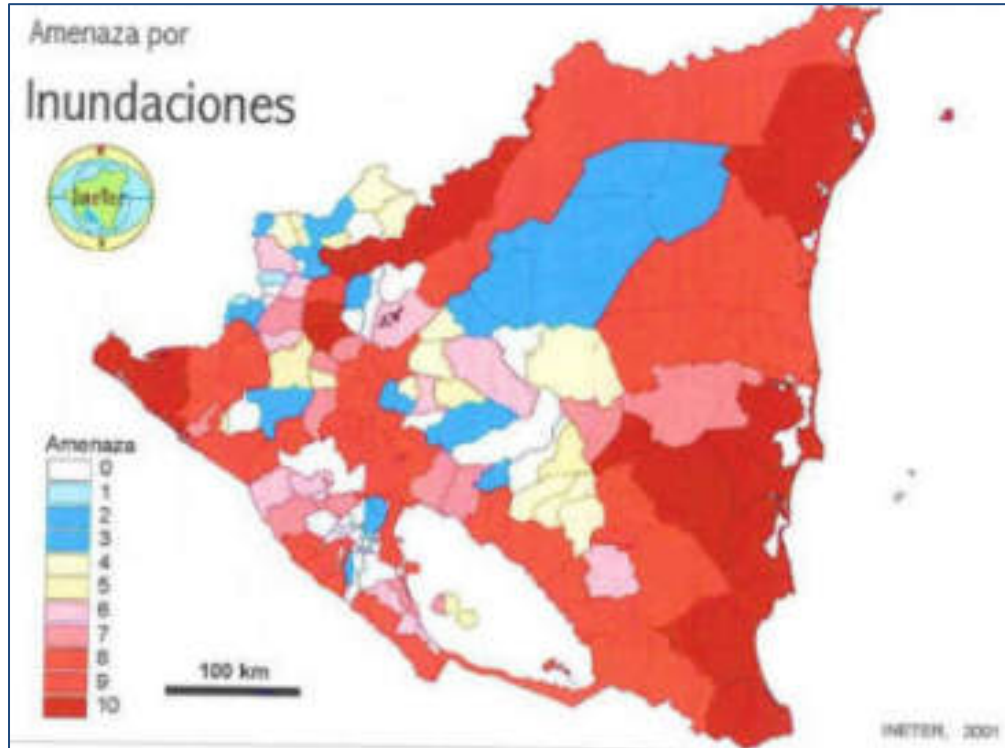 Amenaza por
Inundaciones
Ineter
Amenaza
0
1
2
3
4
5
6
7
8
9
10
100 km
INETER, 2001